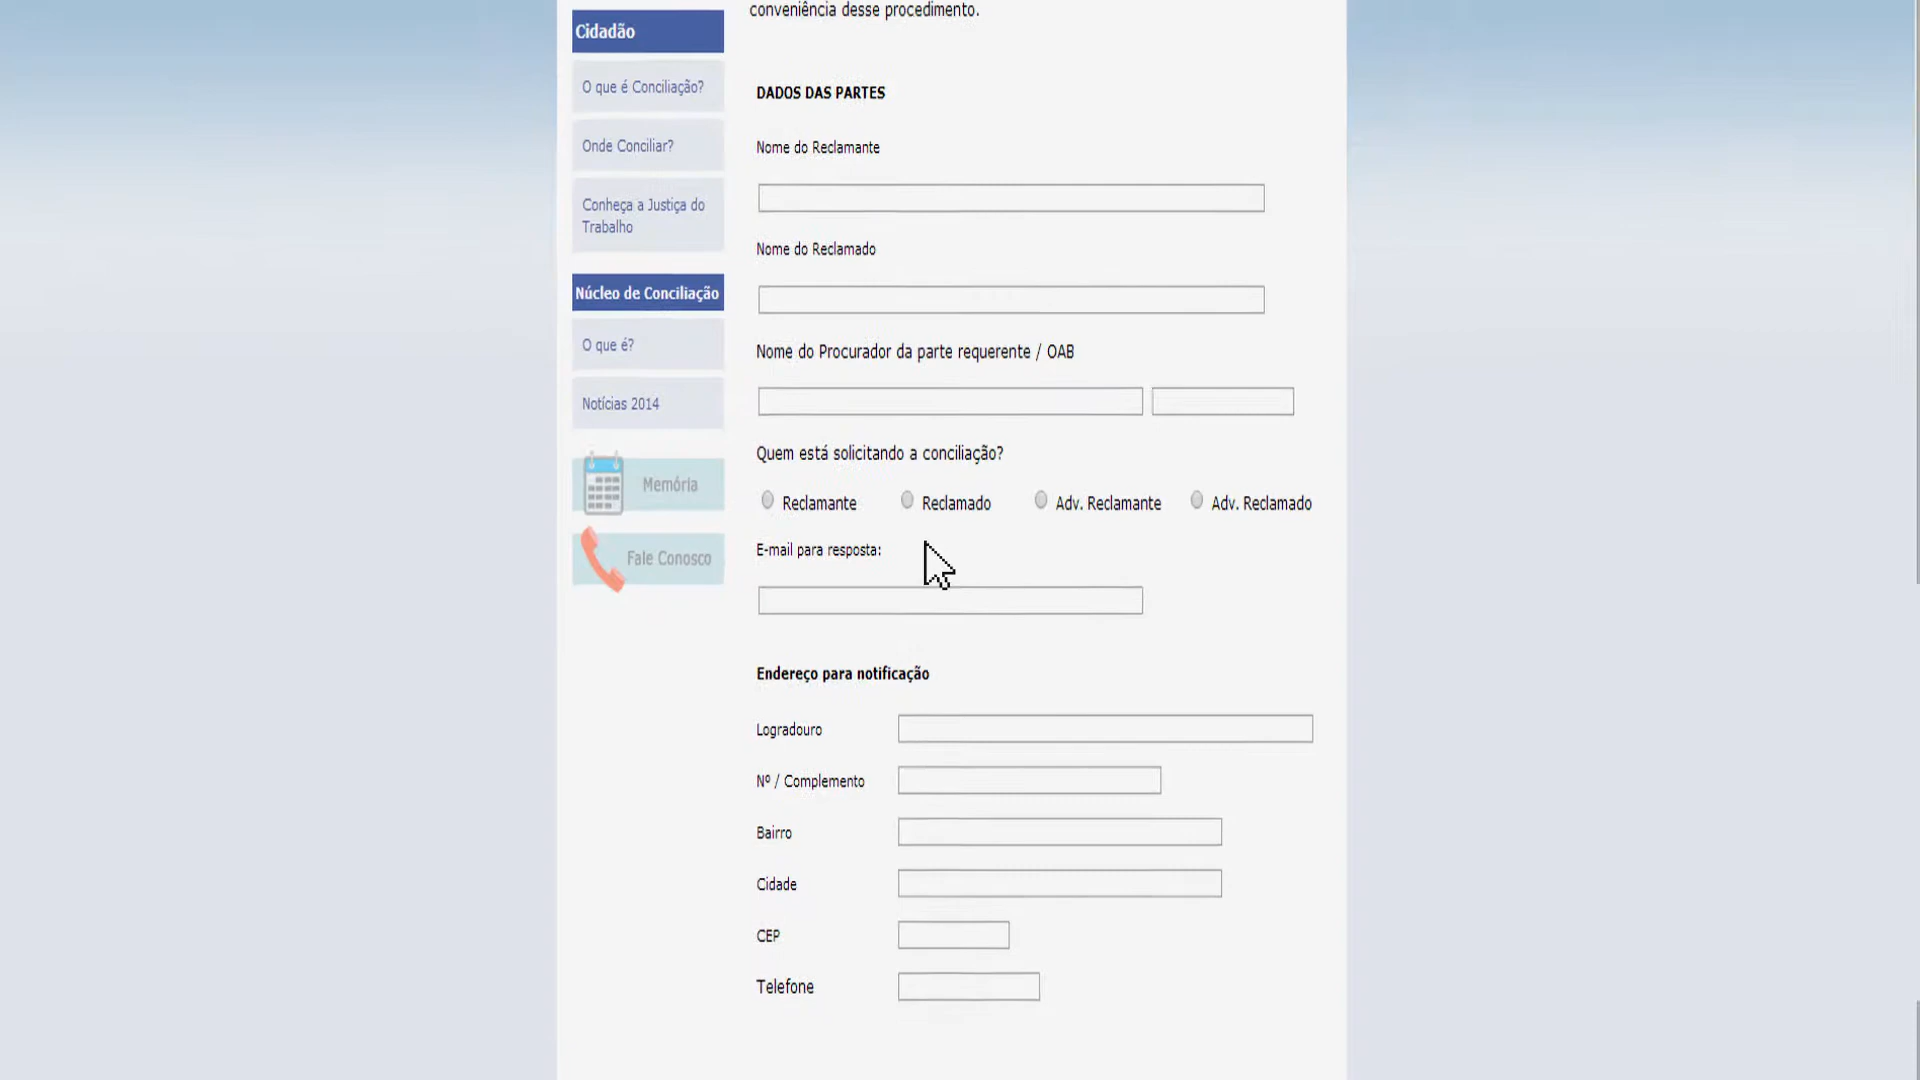 conveniência desse procedimento.
Cidadão
O que é Conciliação?
Onde Conciliar?
Conheça a Justiça do
Trabalho
Núcleo de Conciliação
O que é?
Notícias 2014
Memória
Fale Conosco
DADOS DAS PARTES
Nome do Reclamante
Nome do Reclamado
Nome do Procurador da parte requerente / OAB
Quem está solicitando a conciliação?
Reclamante Reclamado Adv. Reclamante Adv. Reclamado
E-mail para resposta:
Endereço para notificação
Logradouro
Nº / Complemento
Bairro
Cidade
CEP
Telefone